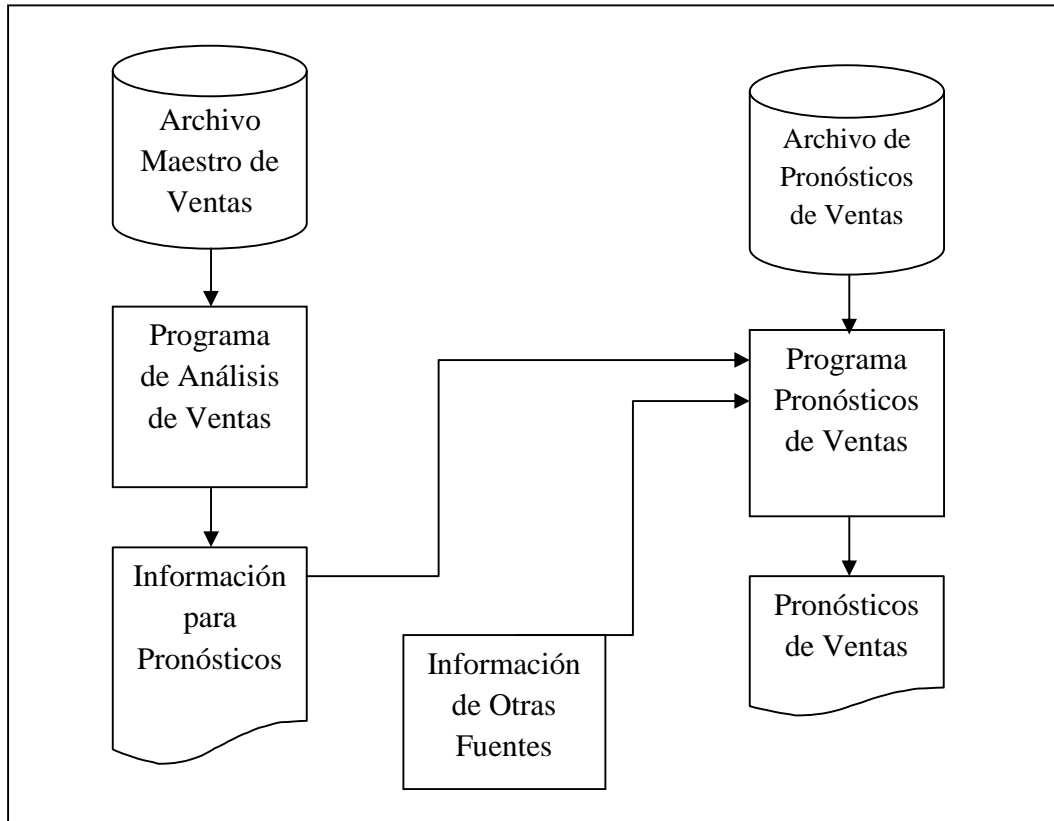 Archivo
Maestro de
Ventas
Programa
de Análisis
de Ventas
Información
para
Pronósticos
Información
de Otras
Fuentes
Archivo de
Pronósticos
de Ventas
Programa
Pronósticos
de Ventas
Pronósticos
de Ventas